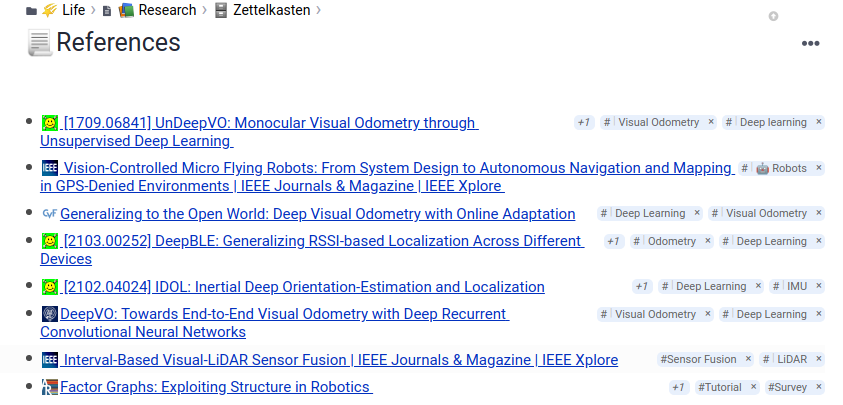 Life > Research > Zettelkasten >
References
[1709.06841] UnDeepVO: Monocular Visual Odometry through +1 # Visual Odometry × # Deep learning ×
Unsupervised Deep Learning
IEEE Vision-Controlled Micro Flying Robots: From System Design to Autonomous Navigation and Mapping # Robots ×
in GPS-Denied Environments | IEEE Journals & Magazine | IEEE Xplore
CVF Generalizing to the Open World: Deep Visual Odometry with Online Adaptation # Deep Learning × # Visual Odometry ×
[2103.00252] DeepBLE: Generalizing RSSI-based Localization Across Different +1 # Odometry × # Deep Learning ×
Devices
[2102.04024] IDOL: Inertial Deep Orientation-Estimation and Localization +1 # Deep Learning × # IMU ×
DeepVO: Towards End-to-End Visual Odometry with Deep Recurrent # Visual Odometry × # Deep Learning ×
Convolutional Neural Networks
IEEE Interval-Based Visual-LiDAR Sensor Fusion | IEEE Journals & Magazine | IEEE Xplore #Sensor Fusion × # LiDAR ×
Factor Graphs: Exploiting Structure in Robotics +1 #Tutorial × #Survey ×